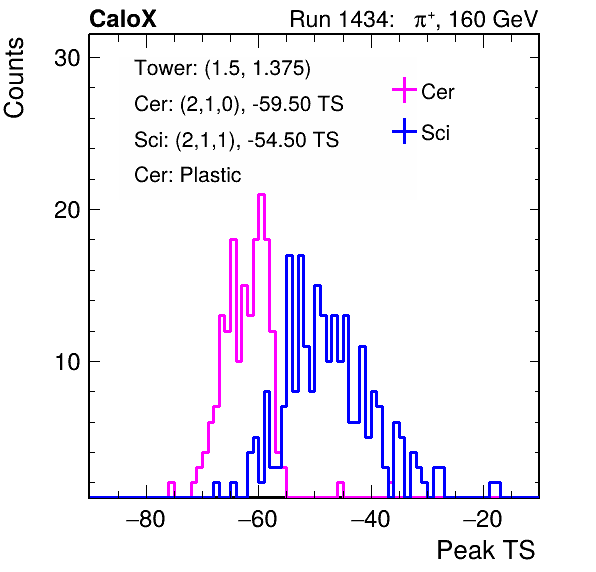 CaloX Run 1434: π⁺, 160 GeV
Counts
Tower: (1.5, 1.375)
Cer: (2,1,0), -59.50 TS
Sci: (2,1,1), -54.50 TS
Cer: Plastic
Cer
Sci
30
20
10
−80 −60 −40 −20
Peak TS